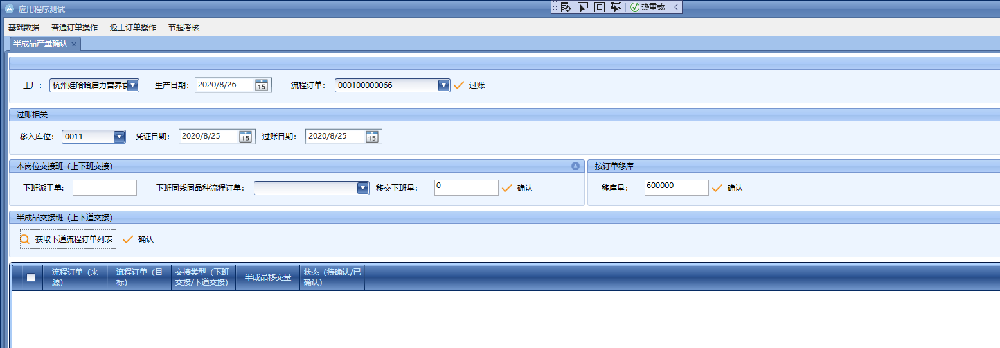 应用程序测试
热重载
基础数据 普通订单操作 返工订单操作 节超考核
半成品产量确认
工厂： 杭州娃哈哈启力营养食 生产日期： 2020/8/26 15 流程订单： 000100000066 过账
过账相关
移入库位： 0011 凭证日期： 2020/8/25 15 过账日期： 2020/8/25 15
本岗位交接班（上下班交接） 按订单移库
下班派工单: 下班同线同品种流程订单： 移交下班量： 0 确认 移库量： 600000 确认
半成品交接班（上下道交接）
获取下道流程订单列表 确认
流程订单（来源） 流程订单（目标） 交接类型（下班交接/下道交接） 半成品移交量 状态（待确认/已确认）